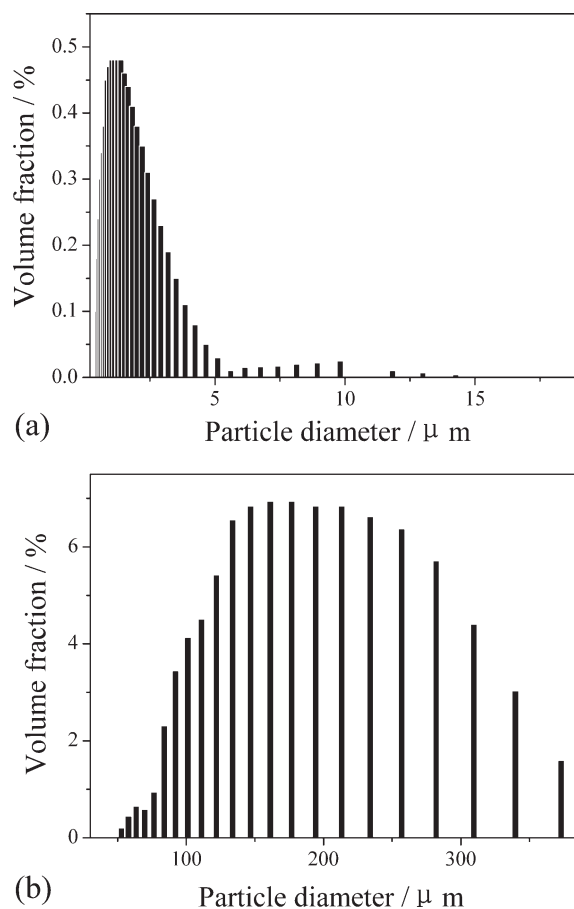 0.5
0.4
0.3
0.2
0.1
0.0
Volume fraction / %
5 10 15
(a)
Particle diameter / μ m
6
4
2
0
Volume fraction / %
100 200 300
(b)
Particle diameter / μ m